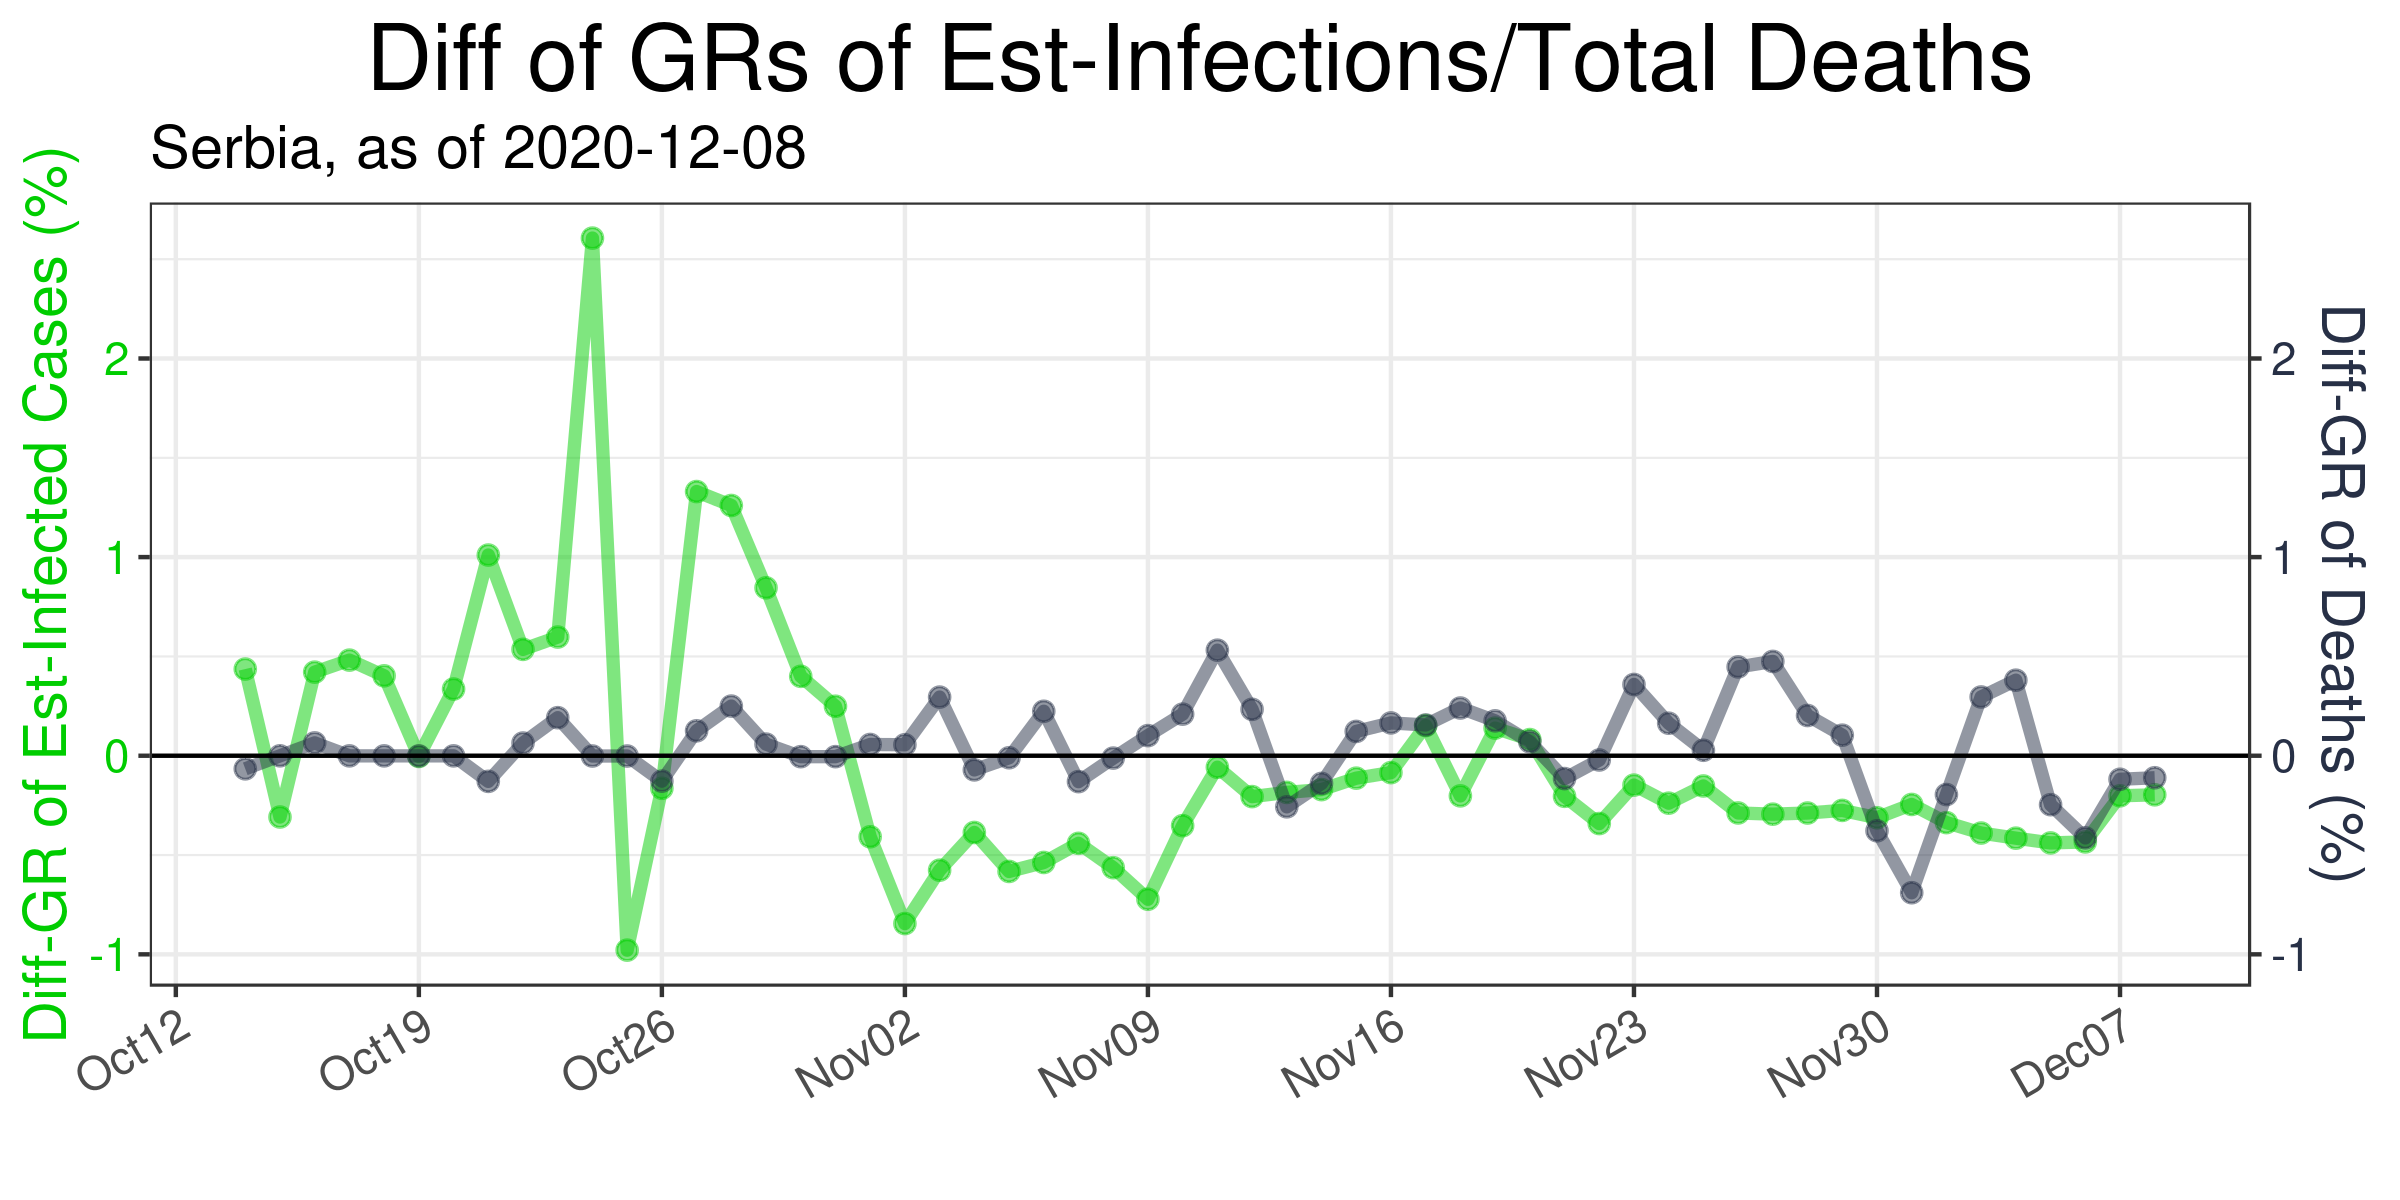 Diff of GRs of Est-Infections/Total Deaths
Serbia, as of 2020-12-08
Diff-GR of Est-Infected Cases (%)
2
1
0
-1
2
1
0
-1
Diff-GR of Deaths (%)
Oct12
Oct19
Oct26
Nov02
Nov09
Nov16
Nov23
Nov30
Dec07